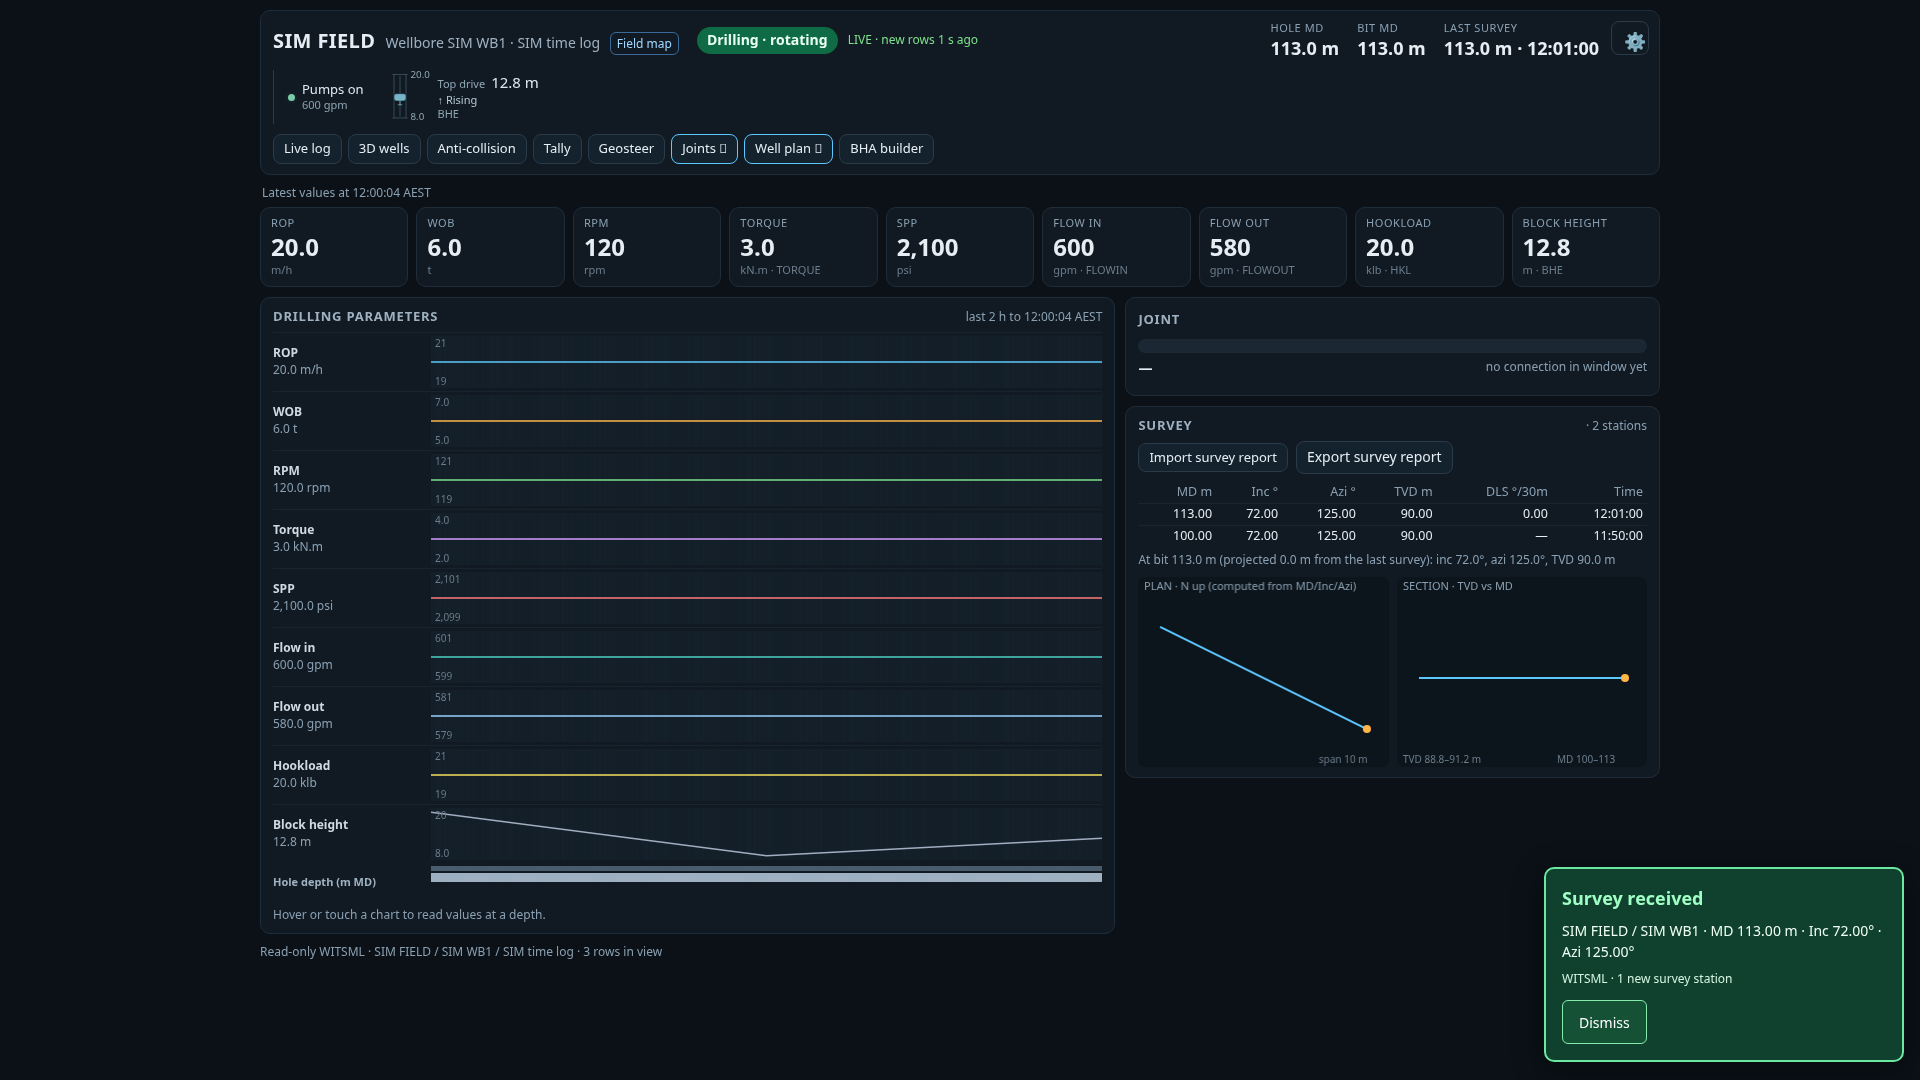 SIM FIELD Wellbore SIM WB1 · SIM time log Field map Drilling · rotating LIVE · new rows 1 s ago
HOLE MD BIT MD LAST SURVEY
113.0 m 113.0 m 113.0 m · 12:01:00
Pumps on
600 gpm
20.0
8.0
Top drive 12.8 m
↑ Rising
BHE
Live log 3D wells Anti-collision Tally Geosteer Joints Well plan BHA builder
Latest values at 12:00:04 AEST
ROP
20.0
m/h
WOB
6.0
t
RPM
120
rpm
TORQUE
3.0
kN.m · TORQUE
SPP
2,100
psi
FLOW IN
600
gpm · FLOWIN
FLOW OUT
580
gpm · FLOWOUT
HOOKLOAD
20.0
klb · HKL
BLOCK HEIGHT
12.8
m · BHE
DRILLING PARAMETERS last 2 h to 12:00:04 AEST
ROP
20.0 m/h
21
19
WOB
6.0 t
7.0
5.0
RPM
120.0 rpm
121
119
Torque
3.0 kN.m
4.0
2.0
SPP
2,100.0 psi
2,101
2,099
Flow in
600.0 gpm
601
599
Flow out
580.0 gpm
581
579
Hookload
20.0 klb
21
19
Block height
12.8 m
20
8.0
Hole depth (m MD)
Hover or touch a chart to read values at a depth.
Read-only WITSML · SIM FIELD / SIM WB1 / SIM time log · 3 rows in view
JOINT
— no connection in window yet
SURVEY · 2 stations
Import survey report Export survey report
MD m Inc ° Azi ° TVD m DLS °/30m Time
113.00 72.00 125.00 90.00 0.00 12:01:00
100.00 72.00 125.00 90.00 — 11:50:00
At bit 113.0 m (projected 0.0 m from the last survey): inc 72.0°, azi 125.0°, TVD 90.0 m
PLAN · N up (computed from MD/Inc/Azi)
span 10 m
SECTION · TVD vs MD
TVD 88.8–91.2 m MD 100–113
Survey received
SIM FIELD / SIM WB1 · MD 113.00 m · Inc 72.00° ·
Azi 125.00°
WITSML · 1 new survey station
Dismiss